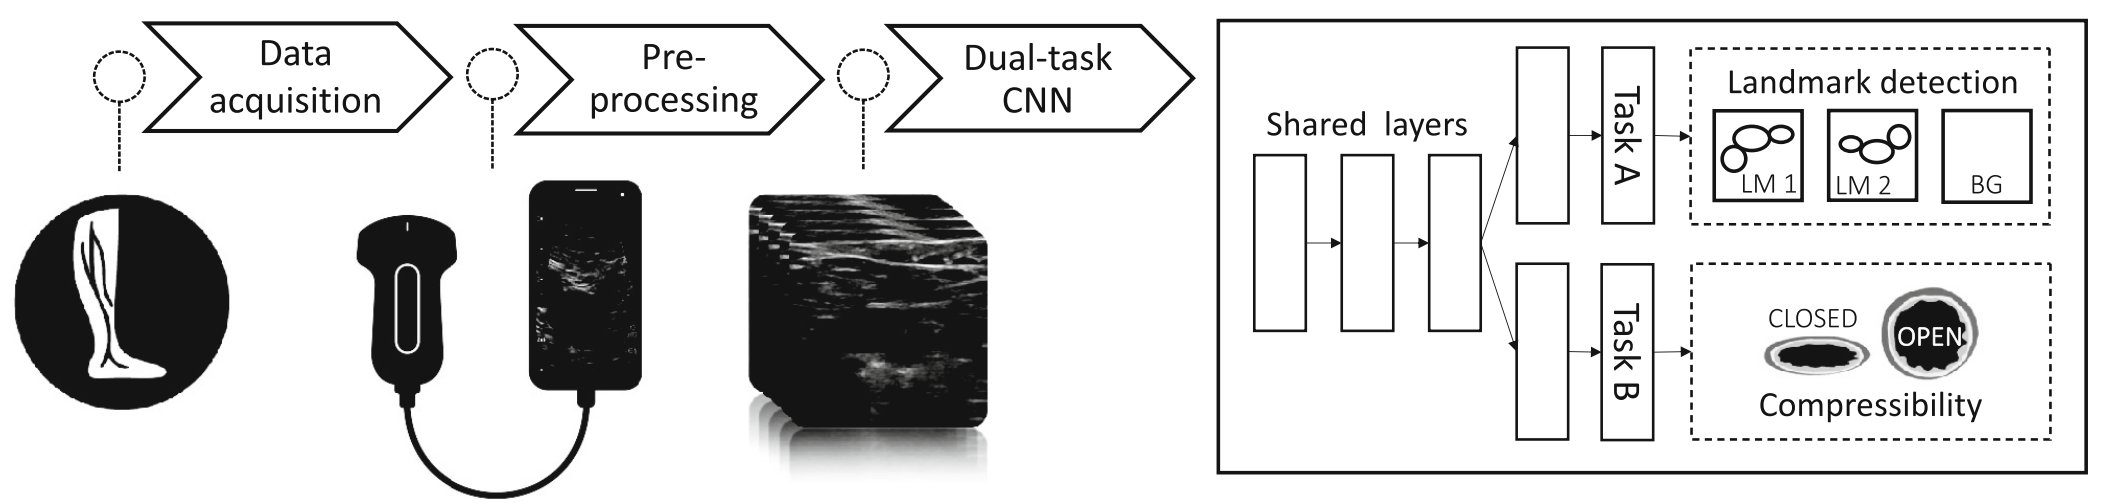 Data
acquisition
Pre-
processing
Dual-task
CNN
Shared layers
Task A
Landmark detection
LM 1
LM 2
BG
Task B
CLOSED
OPEN
Compressibility